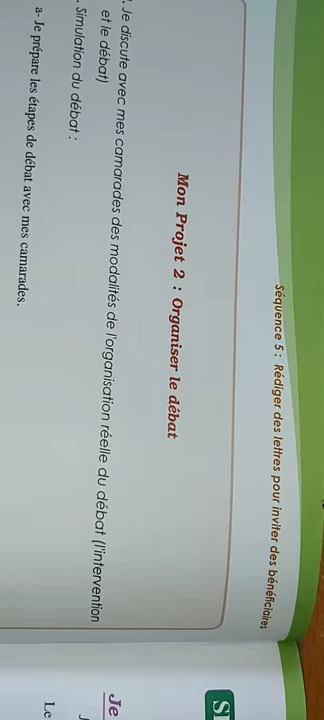 Séquence 5 : Rédiger des lettres pour inviter des bénéficiaires
Mon Projet 2 : Organiser le débat
. Je discute avec mes camarades des modalités de l'organisation réelle du débat (l'intervention
et le débat)
. Simulation du débat :
a- Je prépare les étapes de débat avec mes camarades.
Je
Le